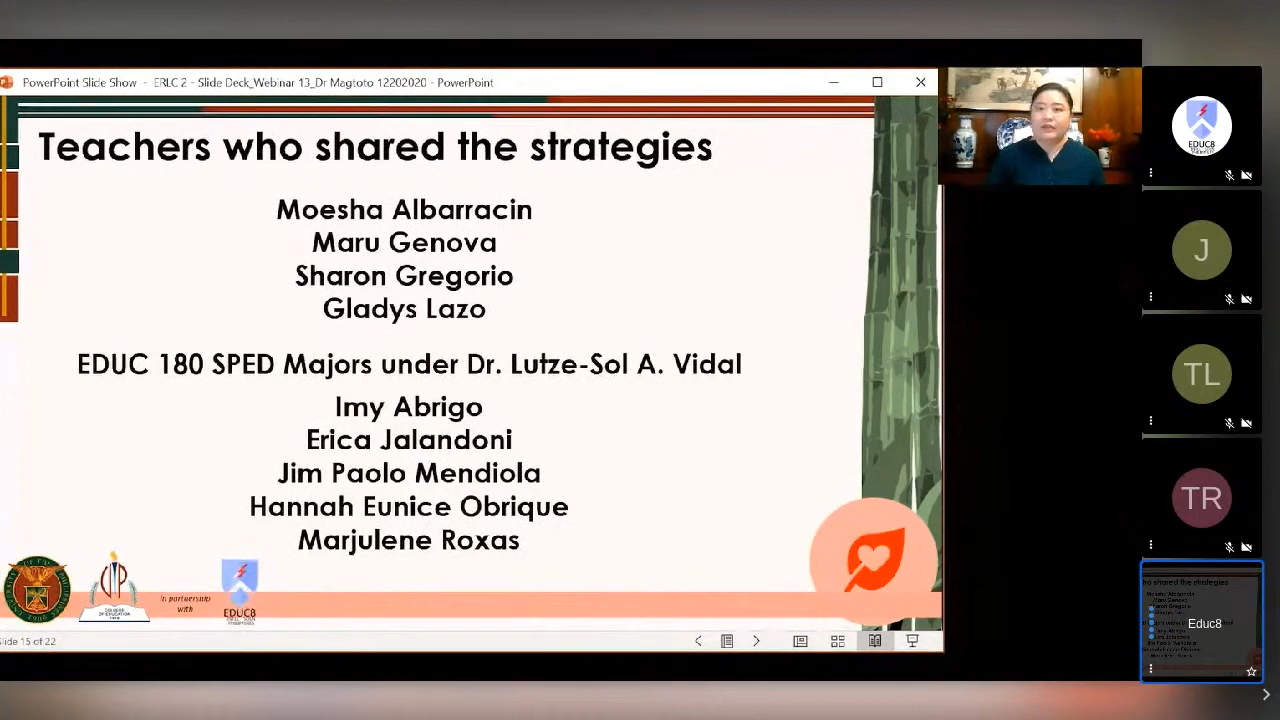 PowerPoint Slide Show - ERLC 2 - Slide Deck_Webinar 13_Dr Magtoto 12202020 - PowerPoint
Teachers who shared the strategies
Moesha Albarracin
Maru Genova
Sharon Gregorio
Gladys Lazo
EDUC 180 SPED Majors under Dr. Lutze-Sol A. Vidal
Imy Abrigo
Erica Jalandoni
Jim Paolo Mendiola
Hannah Eunice Obrique
Marjulene Roxas
in partnership
with
EDUC8
Slide 15 of 22
EDUC8
J
TL
TR
Educ8